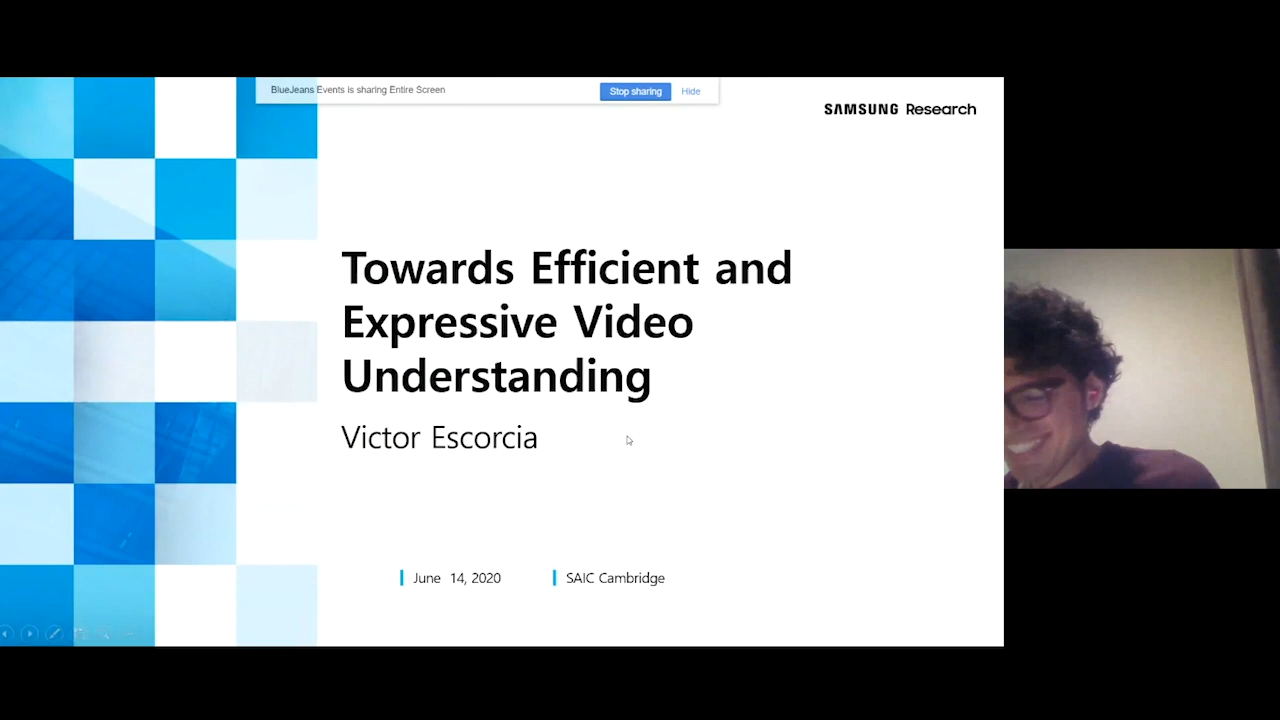 BlueJeans Events is sharing Entire Screen
Stop sharing
Hide
SAMSUNG Research
Towards Efficient and
Expressive Video
Understanding
Victor Escorcia
June 14, 2020
SAIC Cambridge